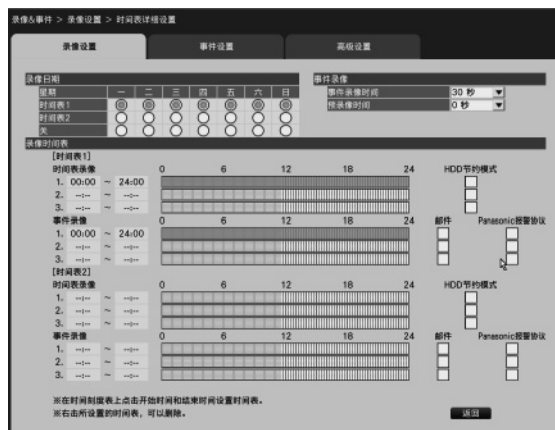 录像&事件 > 录像设置 > 时间表详细设置
录像设置 事件设置 高级设置
录像日期
星期 一 二 三 四 五 六 日
时间表1
时间表2
关
事件录像
事件录像时间 30 秒
预录像时间 0 秒
录像时间表
[时间表1]
时间表录像 0 6 12 18 24 HDD节约模式
1. 00:00 ~ 24:00
2. --:-- ~ --:--
3. --:-- ~ --:--
事件录像 0 6 12 18 24 邮件 Panasonic报警协议
1. 00:00 ~ 24:00
2. --:-- ~ --:--
3. --:-- ~ --:--
[时间表2]
时间表录像 0 6 12 18 24 HDD节约模式
1. --:-- ~ --:--
2. --:-- ~ --:--
3. --:-- ~ --:--
事件录像 0 6 12 18 24 邮件 Panasonic报警协议
1. --:-- ~ --:--
2. --:-- ~ --:--
3. --:-- ~ --:--
※在时间刻度表上点击开始时间和结束时间设置时间表。
※右击所设置的时间表，可以删除。
返回